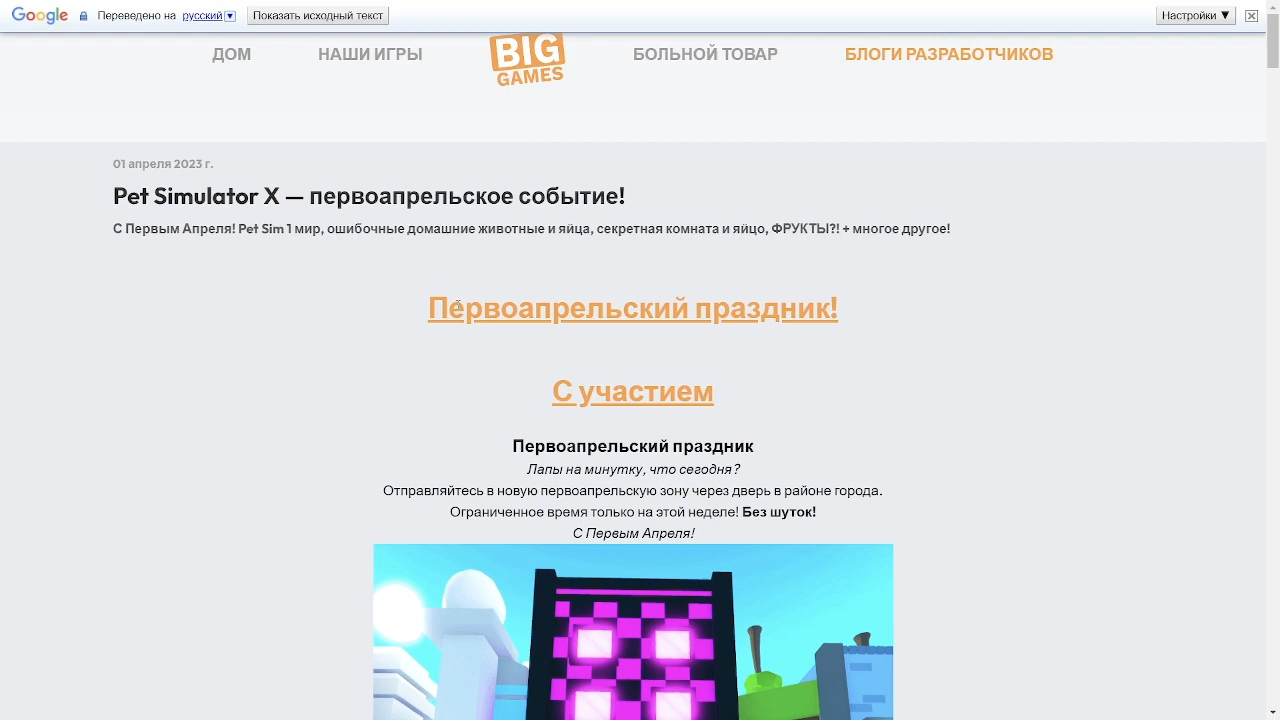 Google Переведено на русский Показать исходный текст Настройки ▼
ДОМ НАШИ ИГРЫ BIG GAMES БОЛЬНОЙ ТОВАР БЛОГИ РАЗРАБОТЧИКОВ
01 апреля 2023 г.
Pet Simulator X — первоапрельское событие!
С Первым Апреля! Pet Sim 1 мир, ошибочные домашние животные и яйца, секретная комната и яйцо, ФРУКТЫ?! + многое другое!
Первоапрельский праздник!
С участием
Первоапрельский праздник
Лапы на минутку, что сегодня?
Отправляйтесь в новую первоапрельскую зону через дверь в районе города.
Ограниченное время только на этой неделе! Без шуток!
С Первым Апреля!